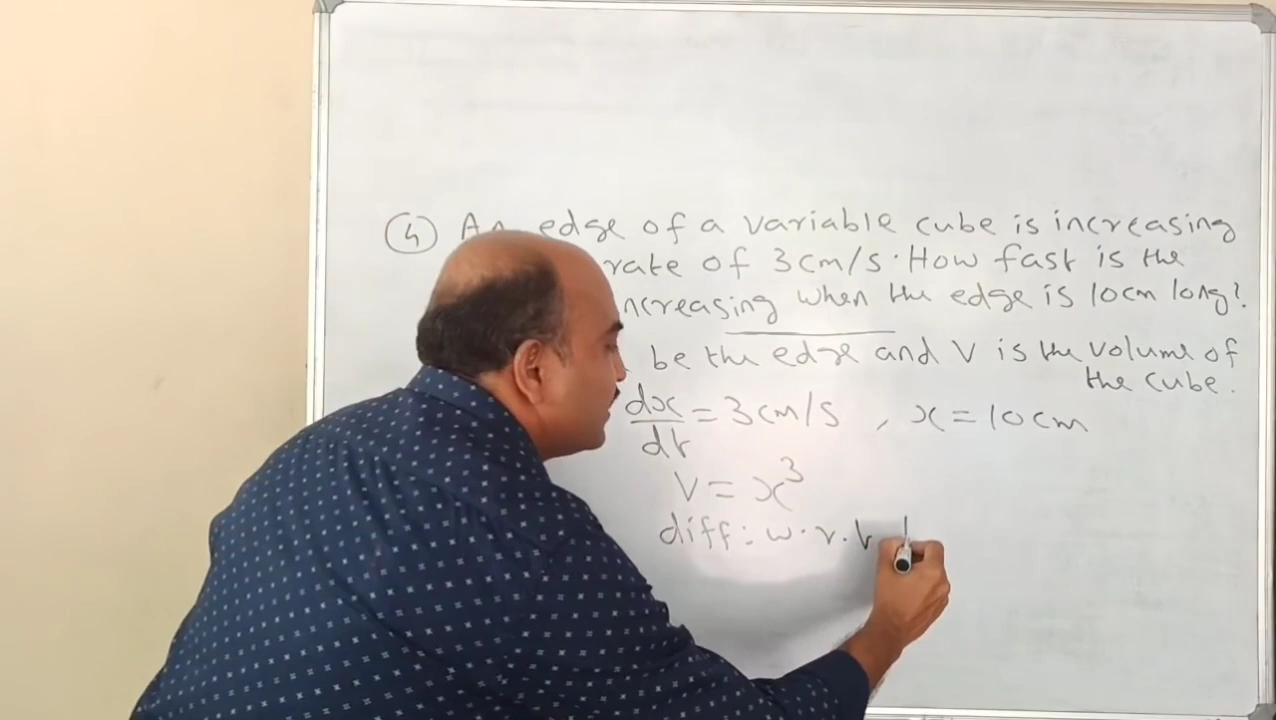 (4) An edge of a variable cube is increasing
rate of 3cm/s. How fast is the
increasing when the edge is 10cm long?
be the edge and V is the volume of
the cube.
dx/dt = 3cm/s , x = 10cm
V = x³
diff: w.r.t